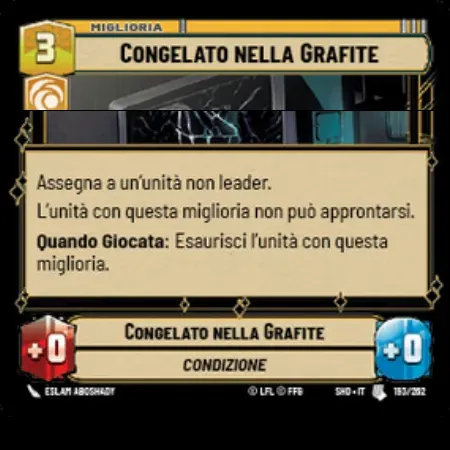 MIGLIORIA
3
CONGELATO NELLA GRAFITE
Assegna a un'unità non leader.
L'unità con questa miglioria non può approntarsi.
Quando Giocata: Esaurisci l'unità con questa
miglioria.
+0
CONGELATO NELLA GRAFITE
+0
CONDIZIONE
ESLAM ABOSHADY
© LFL © FFG
SHD • IT
193/262